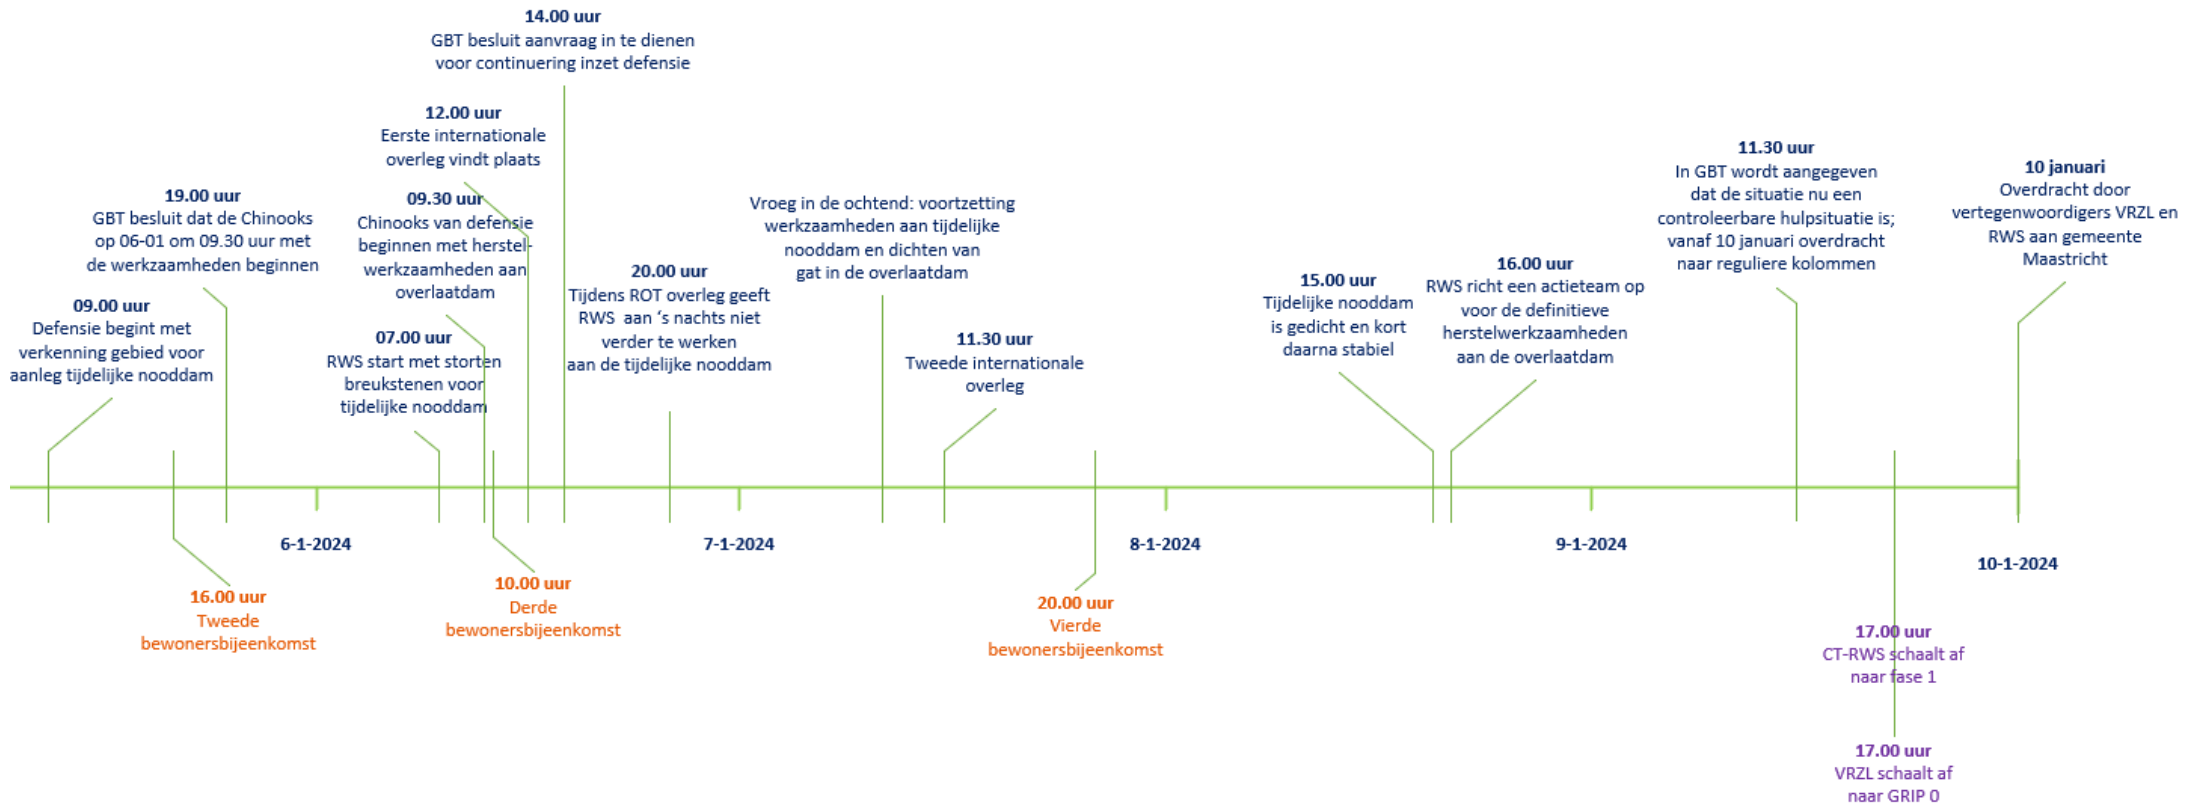 14.00 uur
GBT besluit aanvraag in te dienen
voor continuering inzet defensie
12.00 uur
Eerste internationale
overleg vindt plaats
19.00 uur
GBT besluit dat de Chinooks
op 06-01 om 09.30 uur met
de werkzaamheden beginnen
09.30 uur
Chinooks van defensie
beginnen met herstel-
werkzaamheden aan
overlaatdam
09.00 uur
Defensie begint met
verkenning gebied voor
aanleg tijdelijke nooddam
07.00 uur
RWS start met storten
breukstenen voor
tijdelijke nooddam
20.00 uur
Tijdens ROT overleg geeft
RWS aan ‘s nachts niet
verder te werken
aan de tijdelijke nooddam
Vroeg in de ochtend: voortzetting
werkzaamheden aan tijdelijke
nooddam en dichten van
gat in de overlaatdam
11.30 uur
Tweede internationale
overleg
15.00 uur
Tijdelijke nooddam
is gedicht en kort
daarna stabiel
16.00 uur
RWS richt een actieteam op
voor de definitieve
herstelwerkzaamheden
aan de overlaatdam
11.30 uur
In GBT wordt aangegeven
dat de situatie nu een
controleerbare hulpsituatie is;
vanaf 10 januari overdracht
naar reguliere kolommen
10 januari
Overdracht door
vertegenwoordigers VRZL en
RWS aan gemeente
Maastricht
6-1-2024
7-1-2024
8-1-2024
9-1-2024
10-1-2024
16.00 uur
Tweede
bewonersbijeenkomst
10.00 uur
Derde
bewonersbijeenkomst
20.00 uur
Vierde
bewonersbijeenkomst
17.00 uur
CT-RWS schaalt af
naar fase 1
17.00 uur
VRZL schaalt af
naar GRIP 0